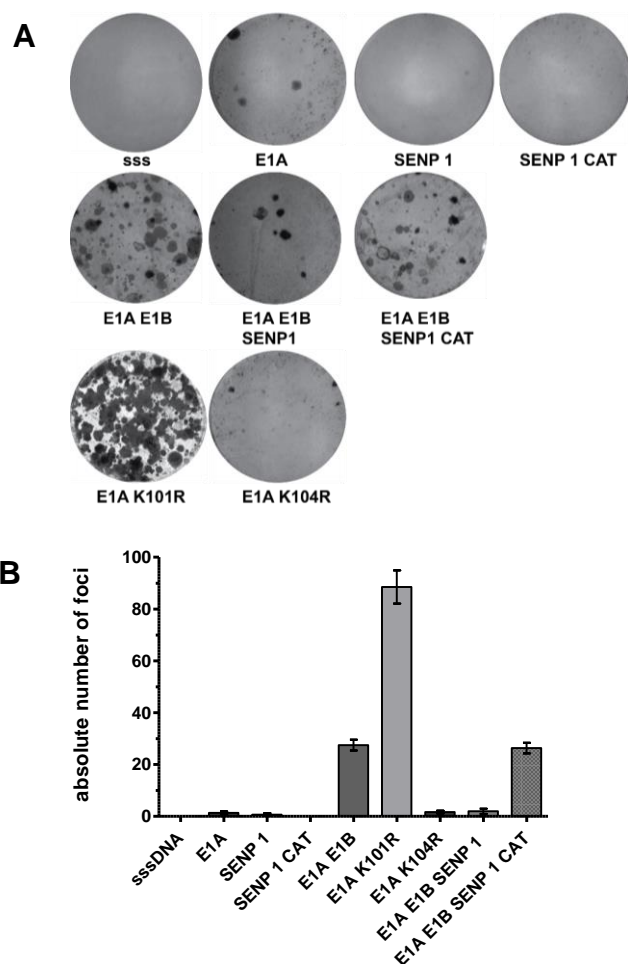 A
sss
E1A
SENP 1
SENP 1 CAT
E1A E1B
E1A E1B
SENP1
E1A E1B
SENP1 CAT
E1A K101R
E1A K104R
B
absolute number of foci
100
80
60
40
20
0
sssDNA
E1A
SENP 1
SENP 1 CAT
E1A E1B
E1A K101R
E1A K104R
E1A E1B SENP 1
E1A E1B SENP 1 CAT